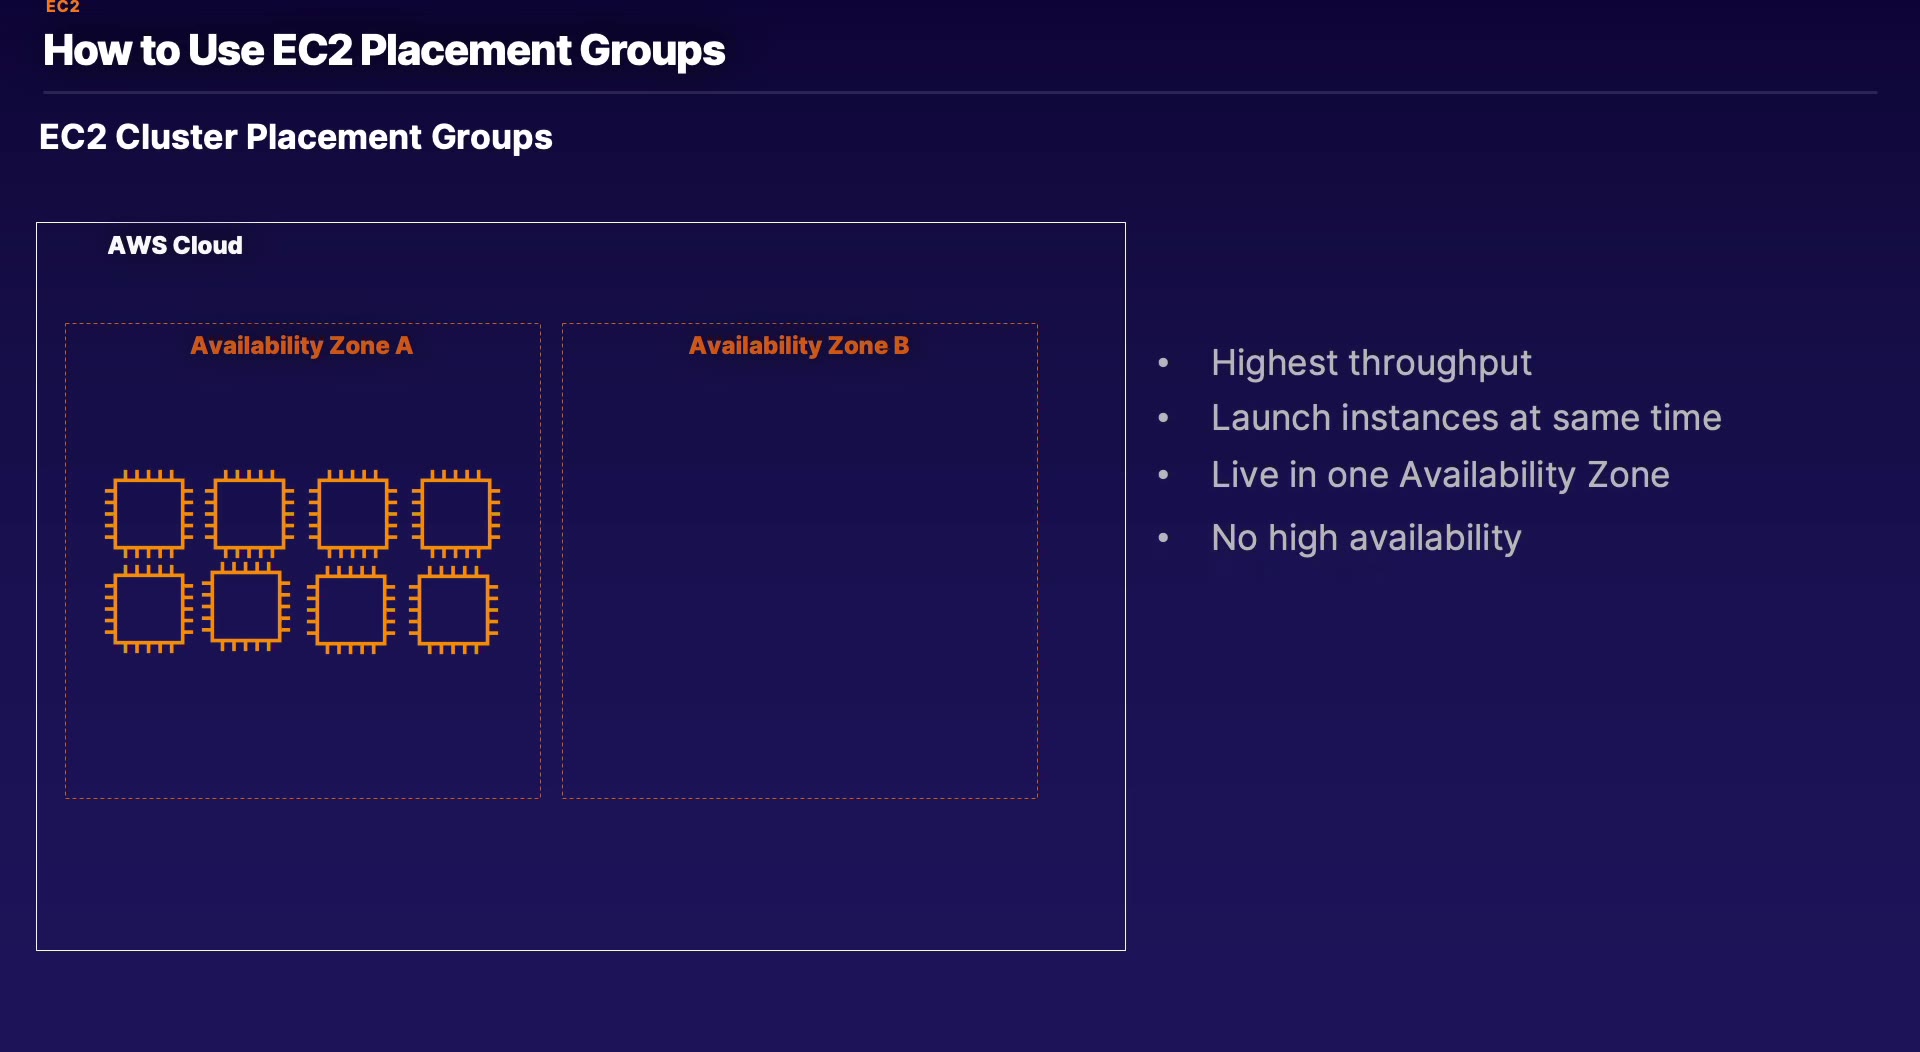 EC2
How to Use EC2 Placement Groups
EC2 Cluster Placement Groups
AWS Cloud
Availability Zone A
Availability Zone B
• Highest throughput
• Launch instances at same time
• Live in one Availability Zone
• No high availability